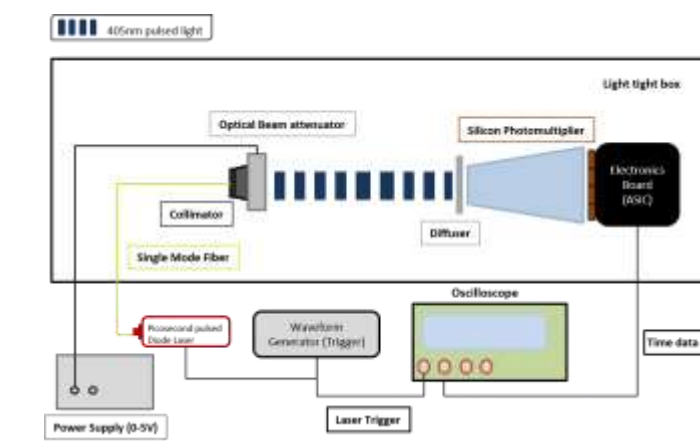 405nm pulsed light
Light tight box
Optical Beam attenuator
Silicon Photomultiplier
Electronics
Board
(ASIC)
Collimator
Diffuser
Single Mode Fiber
Oscilloscope
Picosecond pulsed
Diode Laser
Waveform
Generator (Trigger)
Time data
Laser Trigger
Power Supply (0-5V)